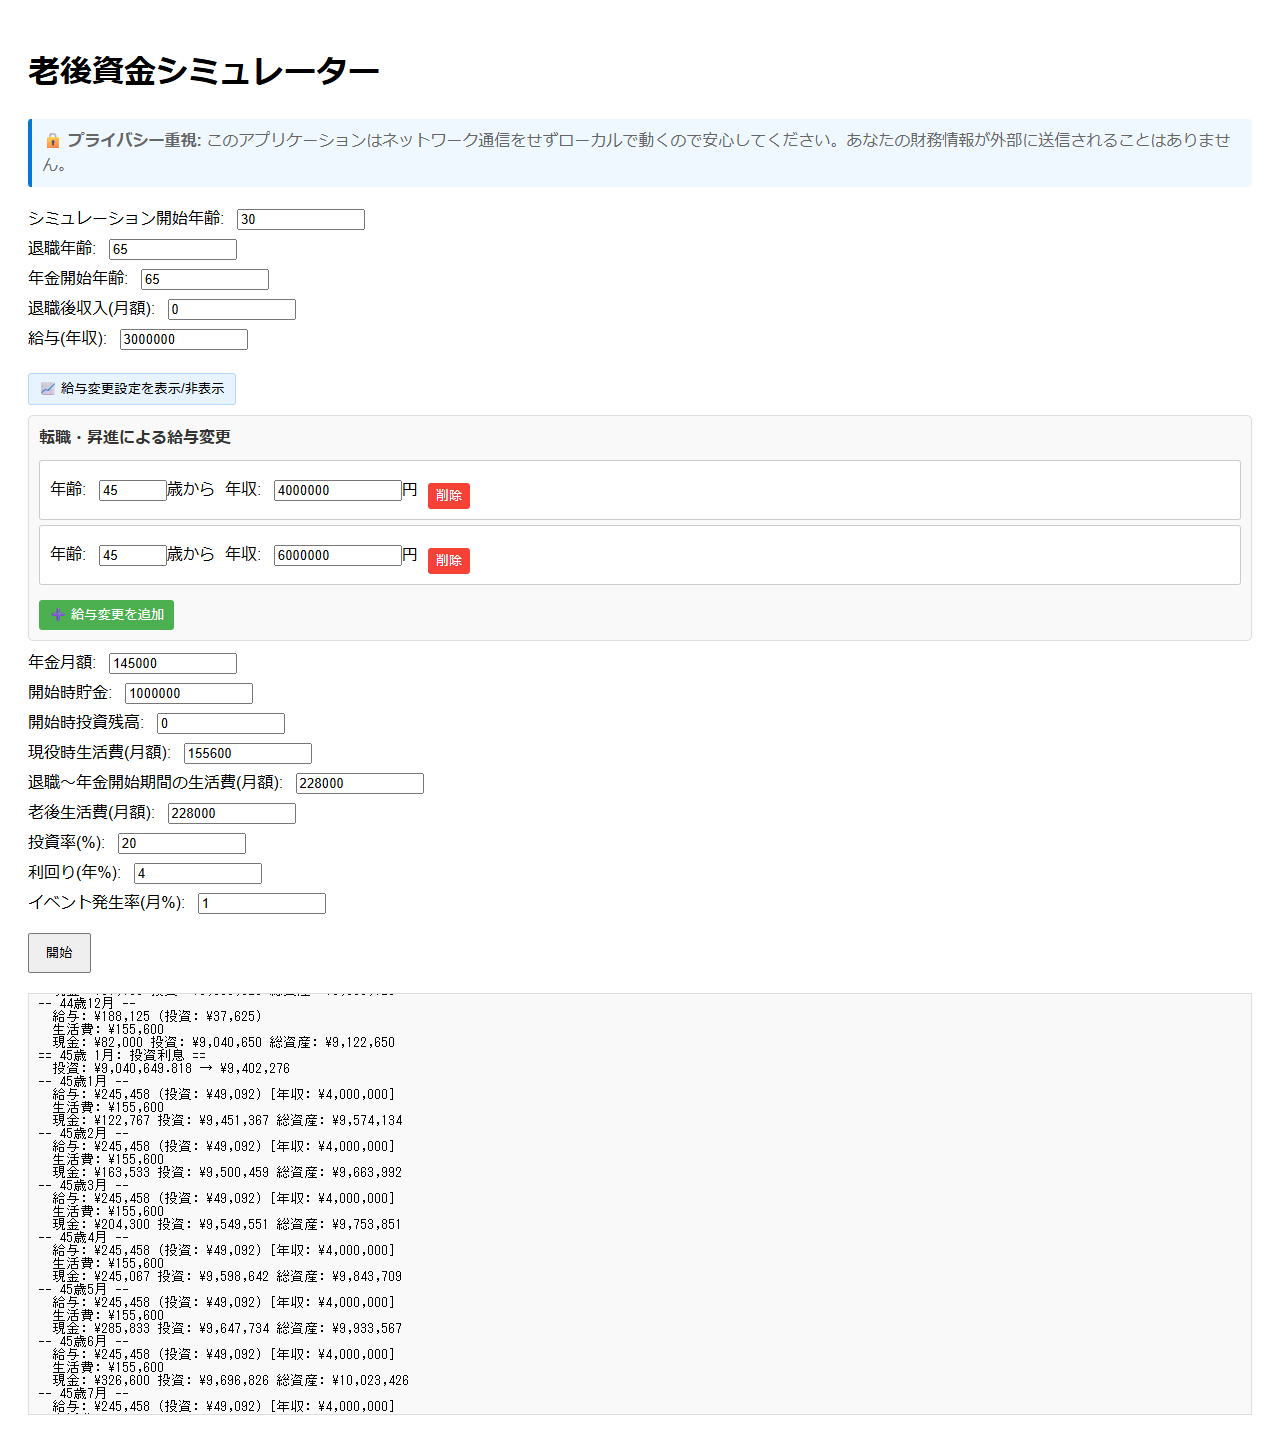 老後資金シミュレーター
🔒 プライバシー重視: このアプリケーションはネットワーク通信をせずローカルで動くので安心してください。あなたの財務情報が外部に送信されることはありませ
ん。
シミュレーション開始年齢: 30
退職年齢: 65
年金開始年齢: 65
退職後収入(月額): 0
給与(年収): 3000000
📈 給与変更設定を表示/非表示
転職・昇進による給与変更
年齢: 45歳から 年収: 4000000円 削除
年齢: 45歳から 年収: 6000000円 削除
➕ 給与変更を追加
年金月額: 145000
開始時貯金: 1000000
開始時投資残高: 0
現役時生活費(月額): 155600
退職～年金開始期間の生活費(月額): 228000
老後生活費(月額): 228000
投資率(%): 20
利回り(年%): 4
イベント発生率(月%): 1
開始
-- 44歳12月 --
給与: ¥188,125 (投資: ¥37,625)
生活費: ¥155,600
現金: ¥82,000 投資: ¥9,040,650 総資産: ¥9,122,650
== 45歳 1月: 投資利息 ==
投資: ¥9,040,649.818 → ¥9,402,276
-- 45歳1月 --
給与: ¥245,458 (投資: ¥49,092) [年収: ¥4,000,000]
生活費: ¥155,600
現金: ¥122,767 投資: ¥9,451,367 総資産: ¥9,574,134
-- 45歳2月 --
給与: ¥245,458 (投資: ¥49,092) [年収: ¥4,000,000]
生活費: ¥155,600
現金: ¥163,533 投資: ¥9,500,459 総資産: ¥9,663,992
-- 45歳3月 --
給与: ¥245,458 (投資: ¥49,092) [年収: ¥4,000,000]
生活費: ¥155,600
現金: ¥204,300 投資: ¥9,549,551 総資産: ¥9,753,851
-- 45歳4月 --
給与: ¥245,458 (投資: ¥49,092) [年収: ¥4,000,000]
生活費: ¥155,600
現金: ¥245,067 投資: ¥9,598,642 総資産: ¥9,843,709
-- 45歳5月 --
給与: ¥245,458 (投資: ¥49,092) [年収: ¥4,000,000]
生活費: ¥155,600
現金: ¥285,833 投資: ¥9,647,734 総資産: ¥9,933,567
-- 45歳6月 --
給与: ¥245,458 (投資: ¥49,092) [年収: ¥4,000,000]
生活費: ¥155,600
現金: ¥326,600 投資: ¥9,696,826 総資産: ¥10,023,426
-- 45歳7月 --
給与: ¥245,458 (投資: ¥49,092) [年収: ¥4,000,000]